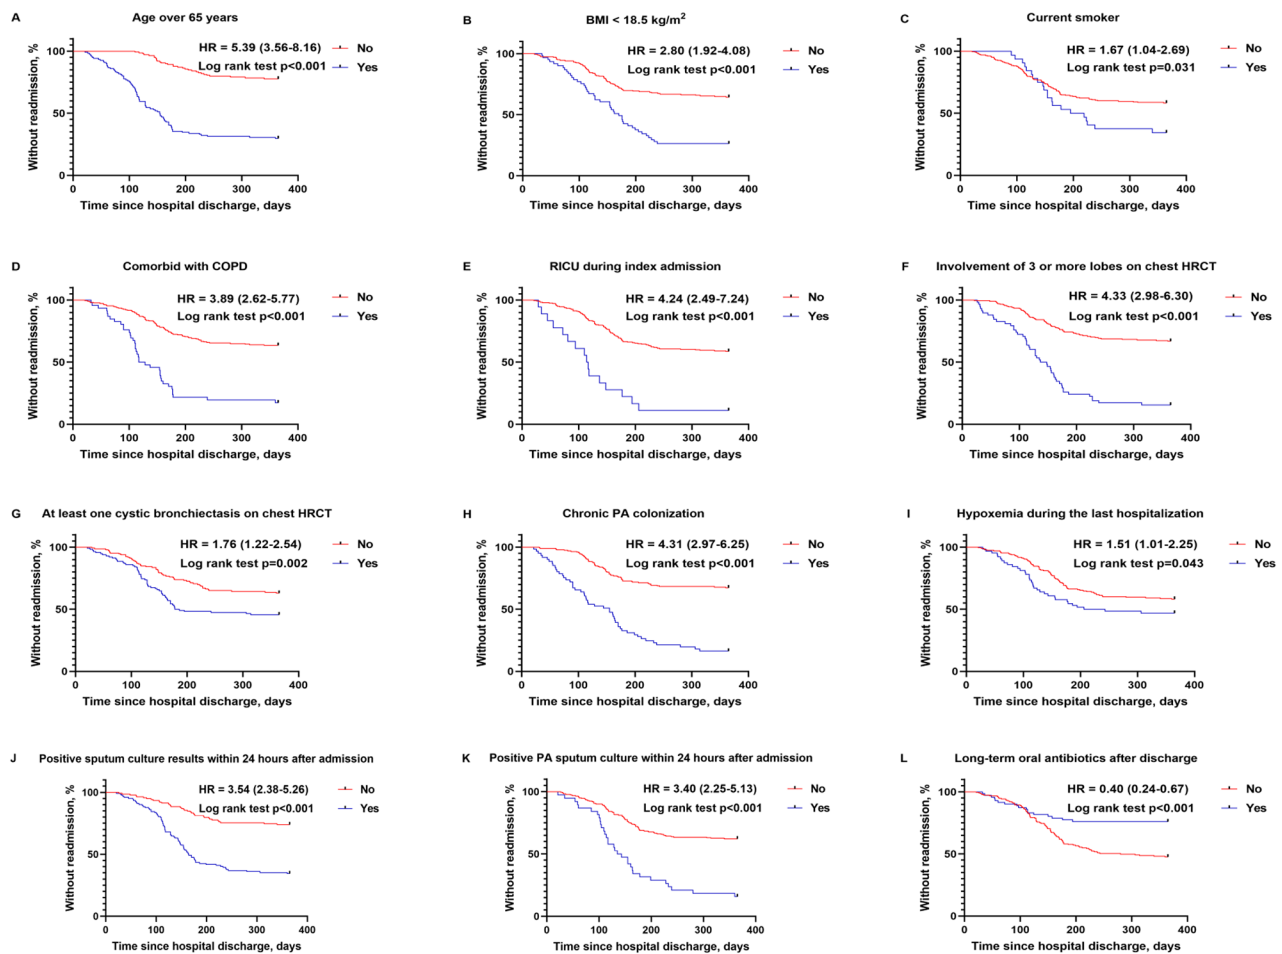 A Age over 65 years
HR = 5.39 (3.56-8.16)
Log rank test p<0.001
No
Yes
Without readmission, %
100
50
0
0 100 200 300 400
Time since hospital discharge, days
B BMI < 18.5 kg/m²
HR = 2.80 (1.92-4.08)
Log rank test p<0.001
No
Yes
Without readmission, %
100
50
0
0 100 200 300 400
Time since hospital discharge, days
C Current smoker
HR = 1.67 (1.04-2.69)
Log rank test p=0.031
No
Yes
Without readmission, %
100
50
0
0 100 200 300 400
Time since hospital discharge, days
D Comorbid with COPD
HR = 3.89 (2.62-5.77)
Log rank test p<0.001
No
Yes
Without readmission, %
100
50
0
0 100 200 300 400
Time since hospital discharge, days
E RICU during index admission
HR = 4.24 (2.49-7.24)
Log rank test p<0.001
No
Yes
Without readmission, %
100
50
0
0 100 200 300 400
Time since hospital discharge, days
F Involvement of 3 or more lobes on chest HRCT
HR = 4.33 (2.98-6.30)
Log rank test p<0.001
No
Yes
Without readmission, %
100
50
0
0 100 200 300 400
Time since hospital discharge, days
G At least one cystic bronchiectasis on chest HRCT
HR = 1.76 (1.22-2.54)
Log rank test p=0.002
No
Yes
Without readmission, %
100
50
0
0 100 200 300 400
Time since hospital discharge, days
H Chronic PA colonization
HR = 4.31 (2.97-6.25)
Log rank test p<0.001
No
Yes
Without readmission, %
100
50
0
0 100 200 300 400
Time since hospital discharge, days
I Hypoxemia during the last hospitalization
HR = 1.51 (1.01-2.25)
Log rank test p=0.043
No
Yes
Without readmission, %
100
50
0
0 100 200 300 400
Time since hospital discharge, days
J Positive sputum culture results within 24 hours after admission
HR = 3.54 (2.38-5.26)
Log rank test p<0.001
No
Yes
Without readmission, %
100
50
0
0 100 200 300 400
Time since hospital discharge, days
K Positive PA sputum culture within 24 hours after admission
HR = 3.40 (2.25-5.13)
Log rank test p<0.001
No
Yes
Without readmission, %
100
50
0
0 100 200 300 400
Time since hospital discharge, days
L Long-term oral antibiotics after discharge
HR = 0.40 (0.24-0.67)
Log rank test p<0.001
No
Yes
Without readmission, %
100
50
0
0 100 200 300 400
Time since hospital discharge, days